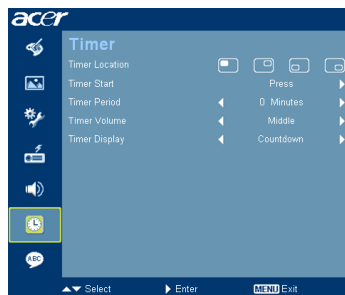 acer
Timer
Timer Location
Timer Start Press
Timer Period 0 Minutes
Timer Volume Middle
Timer Display Countdown
ABC
Select Enter MENU Exit